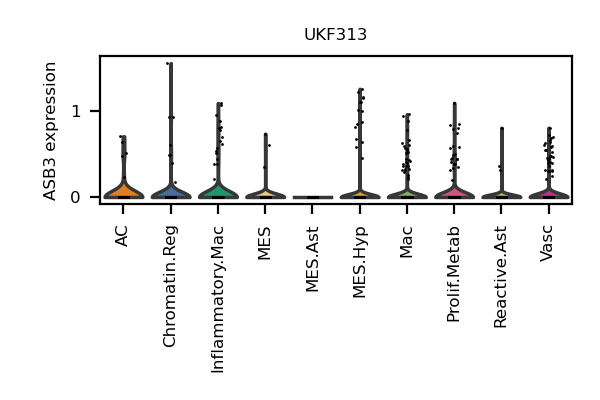 UKF313
ASB3 expression
1
0
AC
Chromatin.Reg
Inflammatory.Mac
MES
MES.Ast
MES.Hyp
Mac
Prolif.Metab
Reactive.Ast
Vasc